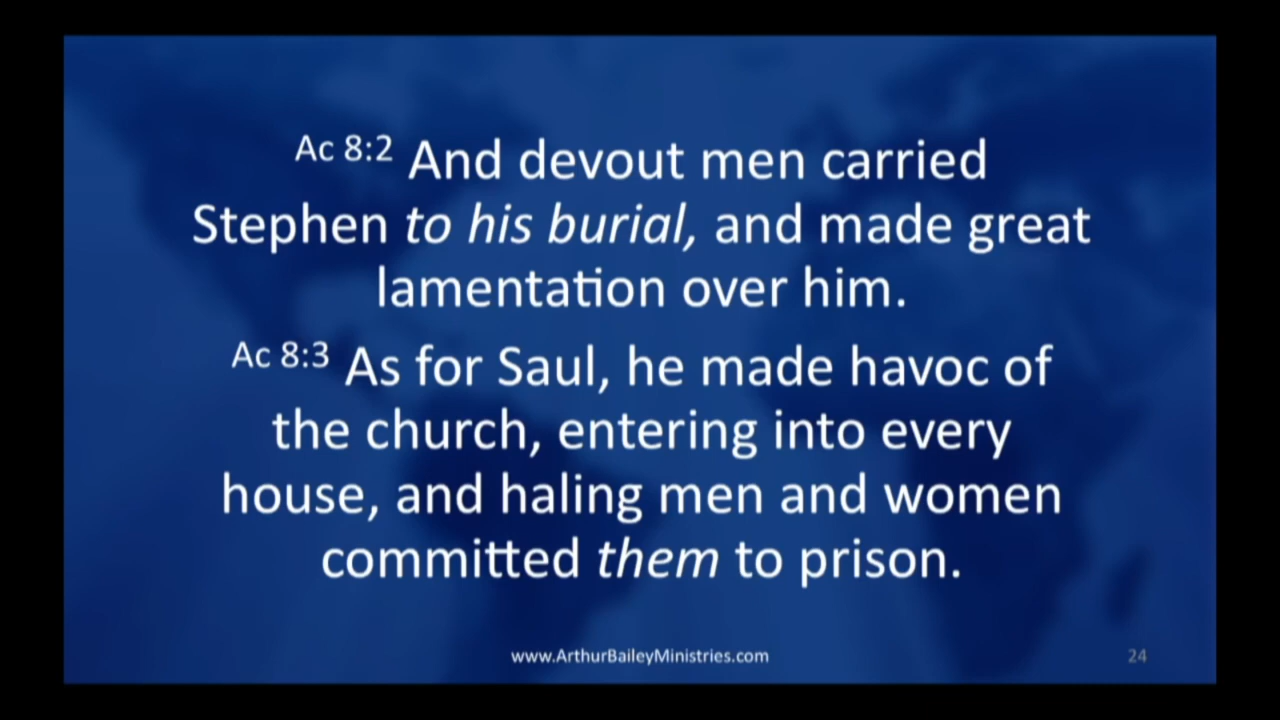 Ac 8:2 And devout men carried
Stephen to his burial, and made great
lamentation over him.
Ac 8:3 As for Saul, he made havoc of
the church, entering into every
house, and haling men and women
committed them to prison.
www.ArthurBaileyMinistries.com
24